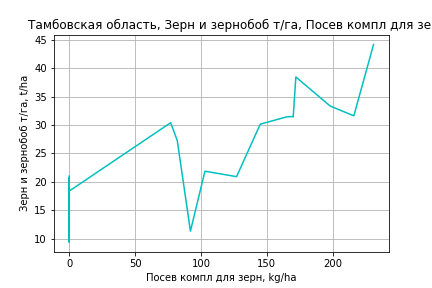 Тамбовская область, Зерн и зернобоб т/га, Посев компл для зе
45
40
35
30
25
20
15
10
Зерн и зернобоб т/га, t/ha
0 50 100 150 200
Посев компл для зерн, kg/ha